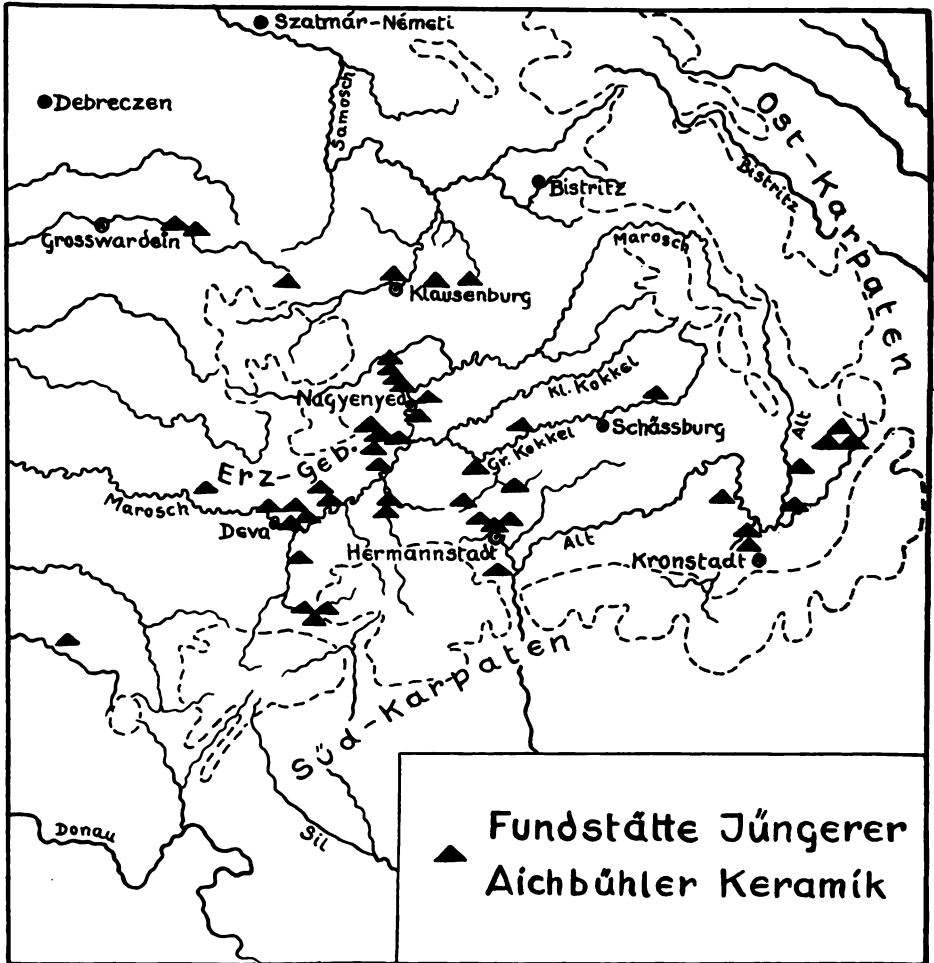 Szatmár-Németi
Debreczen
Samosch
Ost-Karpaten
Bistritz
Bistritz
Grosswardein
Marosch
Klausenburg
Kl. Kokkel
Nagyenyed
Schässburg
Alt
Gr. Kokkel
Erz-Geb.
Marosch
Deva
Hermannstadt
Alt
Kronstadt
Süd-Karpaten
Donau
Sil
Fundstätte Jüngerer
Aichbühler Keramik